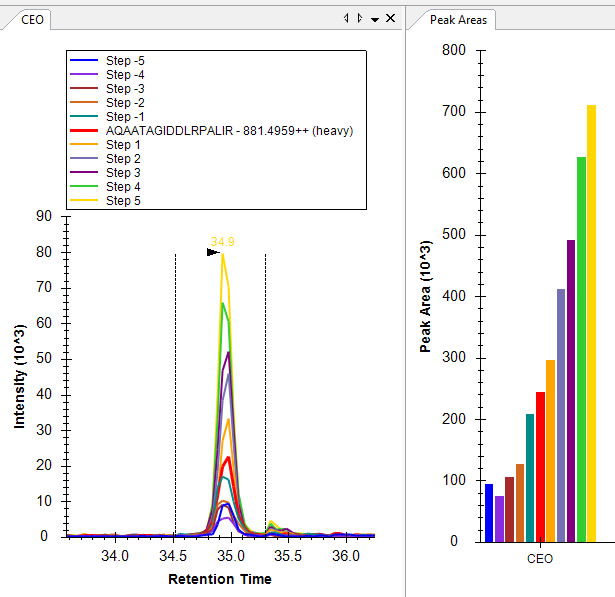 CEO
Step -5
Step -4
Step -3
Step -2
Step -1
AQAATAGIDDLRPALIR - 881.4959++ (heavy)
Step 1
Step 2
Step 3
Step 4
Step 5
90
80
70
60
50
40
30
20
10
0
Intensity (10^3)
34.9
34.0 34.5 35.0 35.5 36.0
Retention Time
Peak Areas
800
700
600
500
400
300
200
100
0
Peak Area (10^3)
CEO